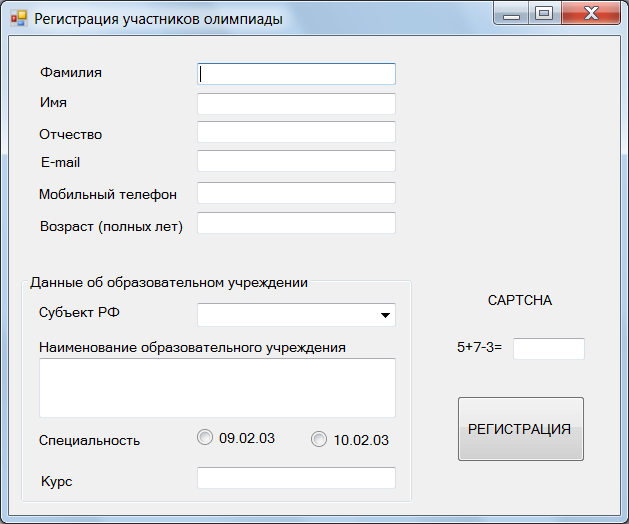 Регистрация участников олимпиады
Фамилия
Имя
Отчество
E-mail
Мобильный телефон
Возраст (полных лет)
Данные об образовательном учреждении
Субъект РФ
CAPTCHA
Наименование образовательного учреждения
5+7-3=
РЕГИСТРАЦИЯ
Специальность 09.02.03 10.02.03
Курс